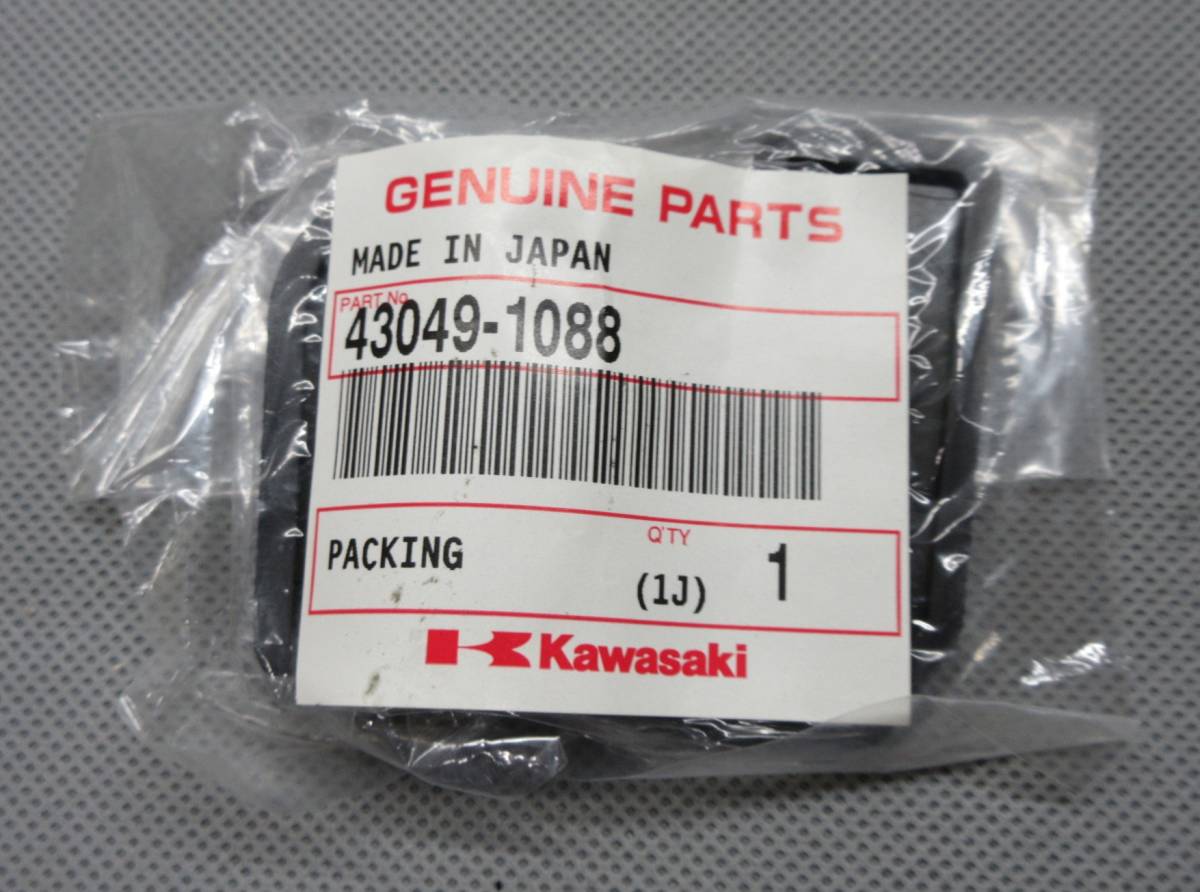 GENUINE PARTS
MADE IN JAPAN
PART No.
43049-1088
Q'TY
PACKING (1J) 1
Kawasaki